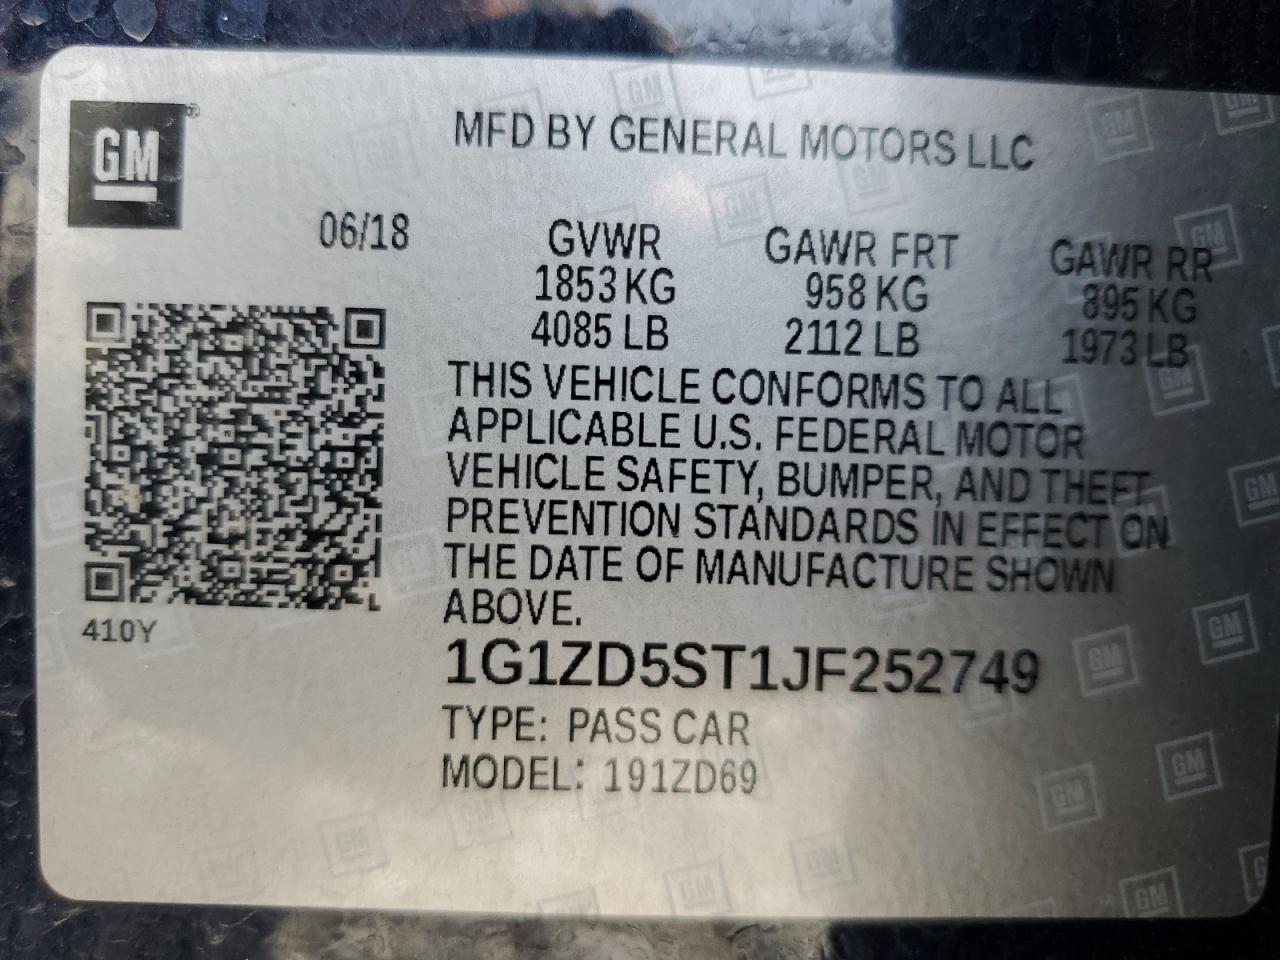 GM
MFD BY GENERAL MOTORS LLC
06/18
GVWR GAWR FRT GAWR RR
1853 KG 958 KG 895 KG
4085 LB 2112 LB 1973 LB
THIS VEHICLE CONFORMS TO ALL
APPLICABLE U.S. FEDERAL MOTOR
VEHICLE SAFETY, BUMPER, AND THEFT
PREVENTION STANDARDS IN EFFECT ON
THE DATE OF MANUFACTURE SHOWN
ABOVE.
410Y
1G1ZD5ST1JF252749
TYPE: PASS CAR
MODEL: 191ZD69